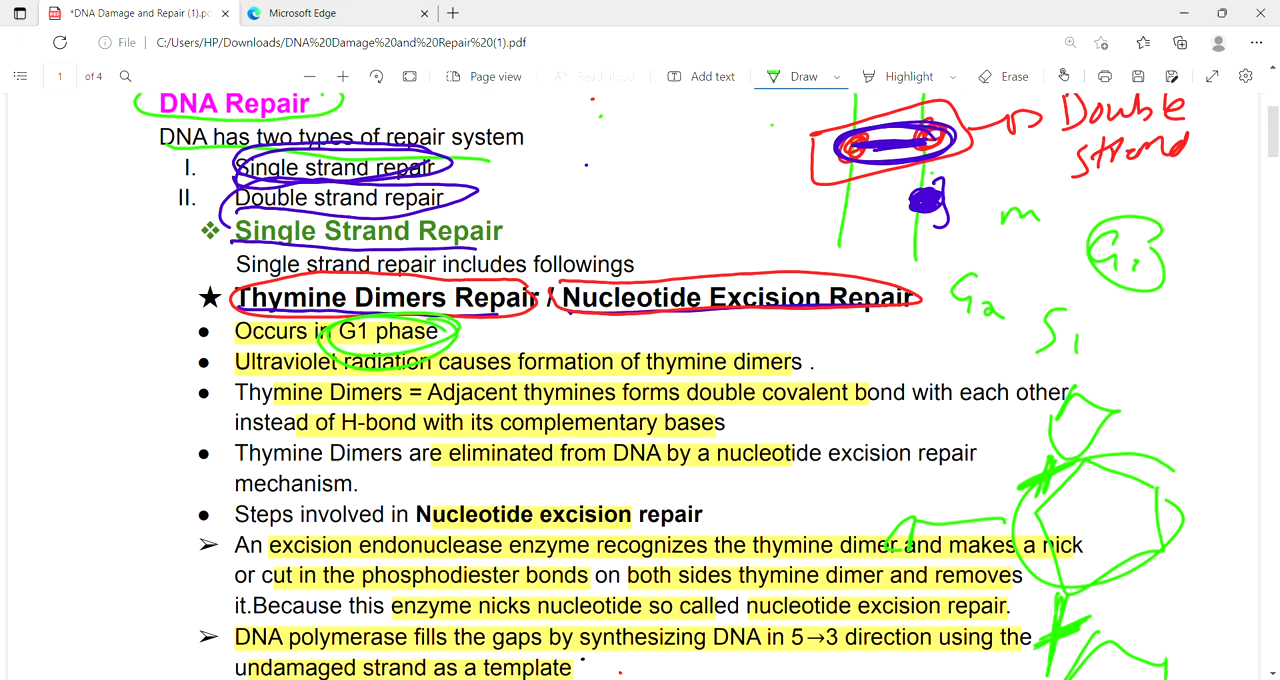 *DNA Damage and Repair (1).pd
Microsoft Edge
File
C:/Users/HP/Downloads/DNA%20Damage%20and%20Repair%20(1).pdf
1 of 4
Page view
Read aloud
Add text
Draw
Highlight
Erase
DNA Repair
DNA has two types of repair system
I. Single strand repair
II. Double strand repair
❖ Single Strand Repair
Single strand repair includes followings
★ Thymine Dimers Repair / Nucleotide Excision Repair
● Occurs in G1 phase
● Ultraviolet radiation causes formation of thymine dimers .
● Thymine Dimers = Adjacent thymines forms double covalent bond with each other
instead of H-bond with its complementary bases
● Thymine Dimers are eliminated from DNA by a nucleotide excision repair
mechanism.
● Steps involved in Nucleotide excision repair
➢ An excision endonuclease enzyme recognizes the thymine dimer and makes a nick
or cut in the phosphodiester bonds on both sides thymine dimer and removes
it.Because this enzyme nicks nucleotide so called nucleotide excision repair.
➢ DNA polymerase fills the gaps by synthesizing DNA in 5→3 direction using the
undamaged strand as a template
Double
strand
m
G1
G2
S1